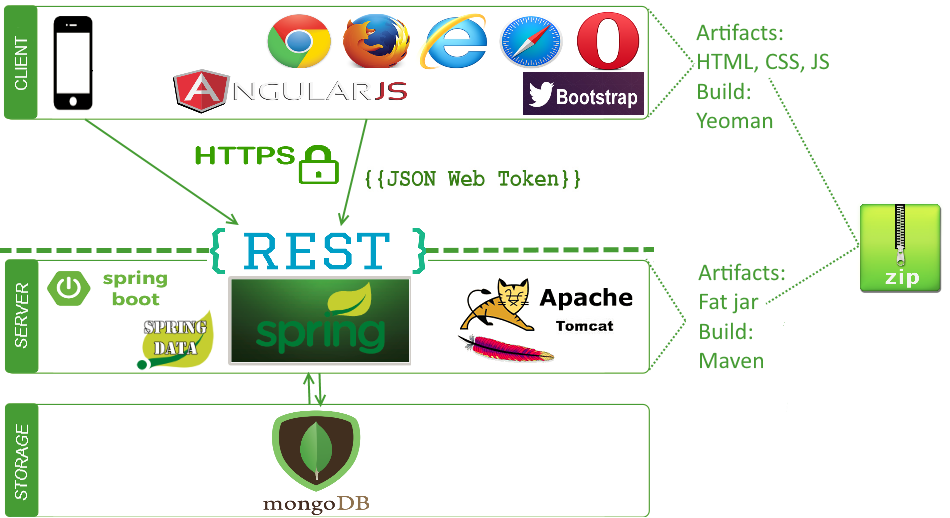 CLIENT
ANGULARJS
Bootstrap
Artifacts:
HTML, CSS, JS
Build:
Yeoman
HTTPS
{{JSON Web Token}}
{ REST }
zip
SERVER
spring
boot
SPRING
DATA
spring
Apache
Tomcat
Artifacts:
Fat jar
Build:
Maven
STORAGE
mongoDB